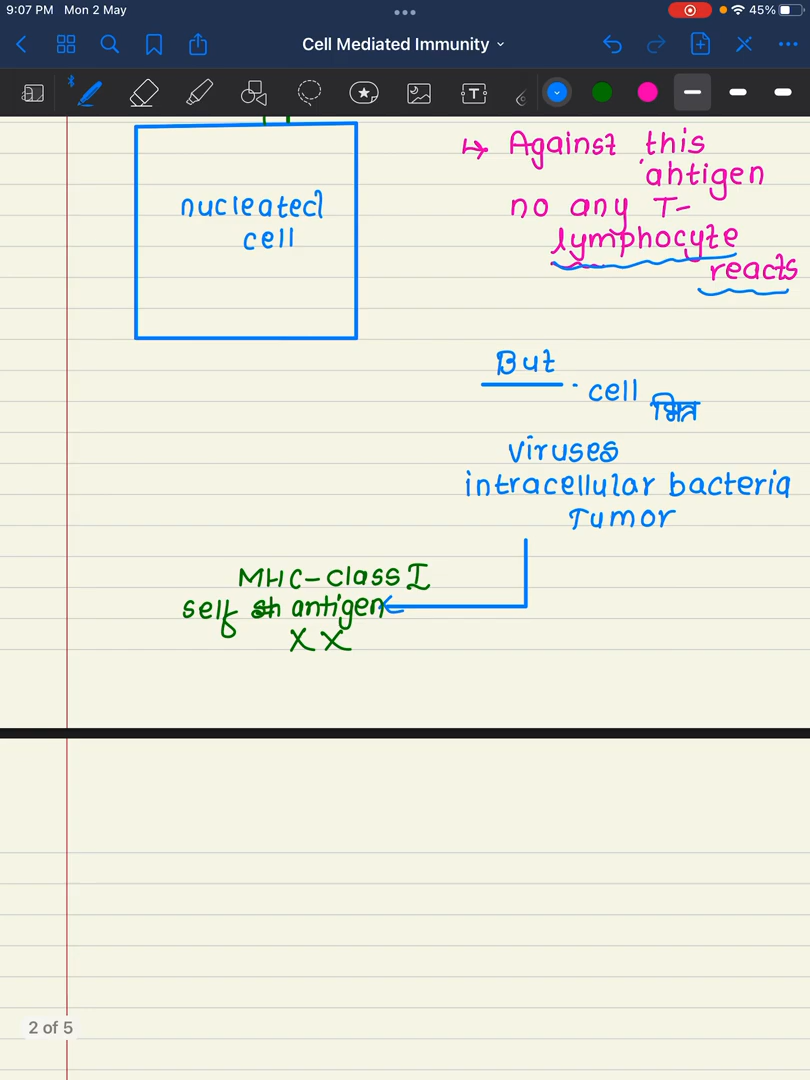 9:07 PM Mon 2 May
45%
Cell Mediated Immunity
T
nucleated
cell
↦ Against this
antigen
no any T-
lymphocyte
reacts
But
cell भित्र
viruses
intracellular bacteria
Tumor
MHC-class I
self antigen
X X
2 of 5